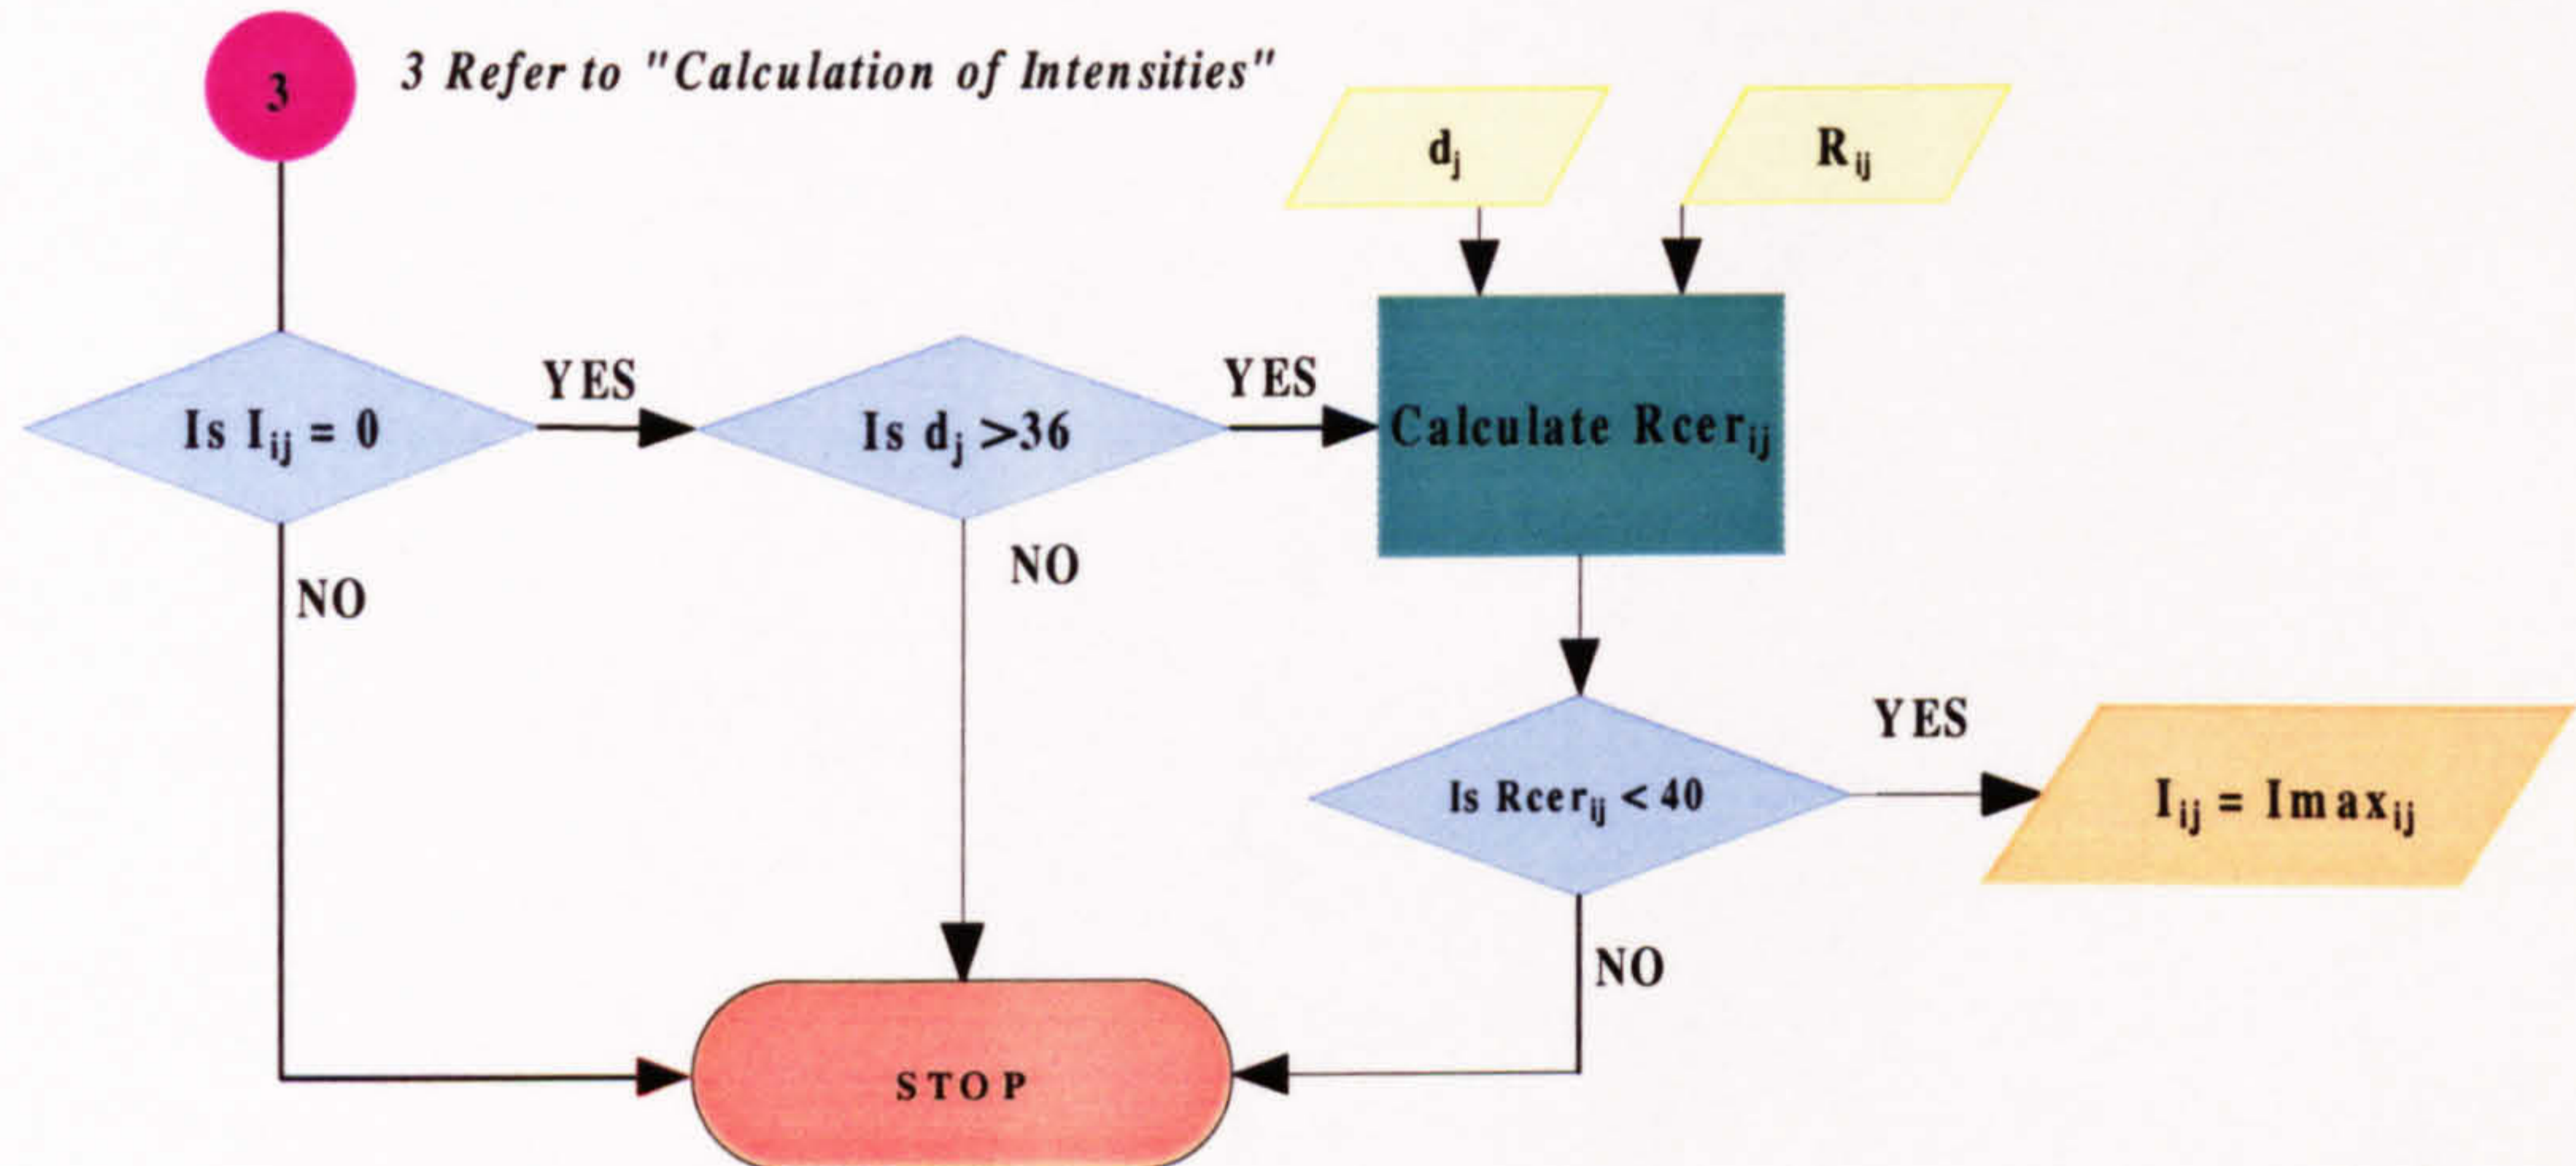 3
3 Refer to "Calculation of Intensities"
dj
Rij
Is Iij = 0
YES
Is dj >36
YES
Calculate Rcerij
NO
NO
Is Rcerij < 40
YES
Iij = Imaxij
NO
STOP